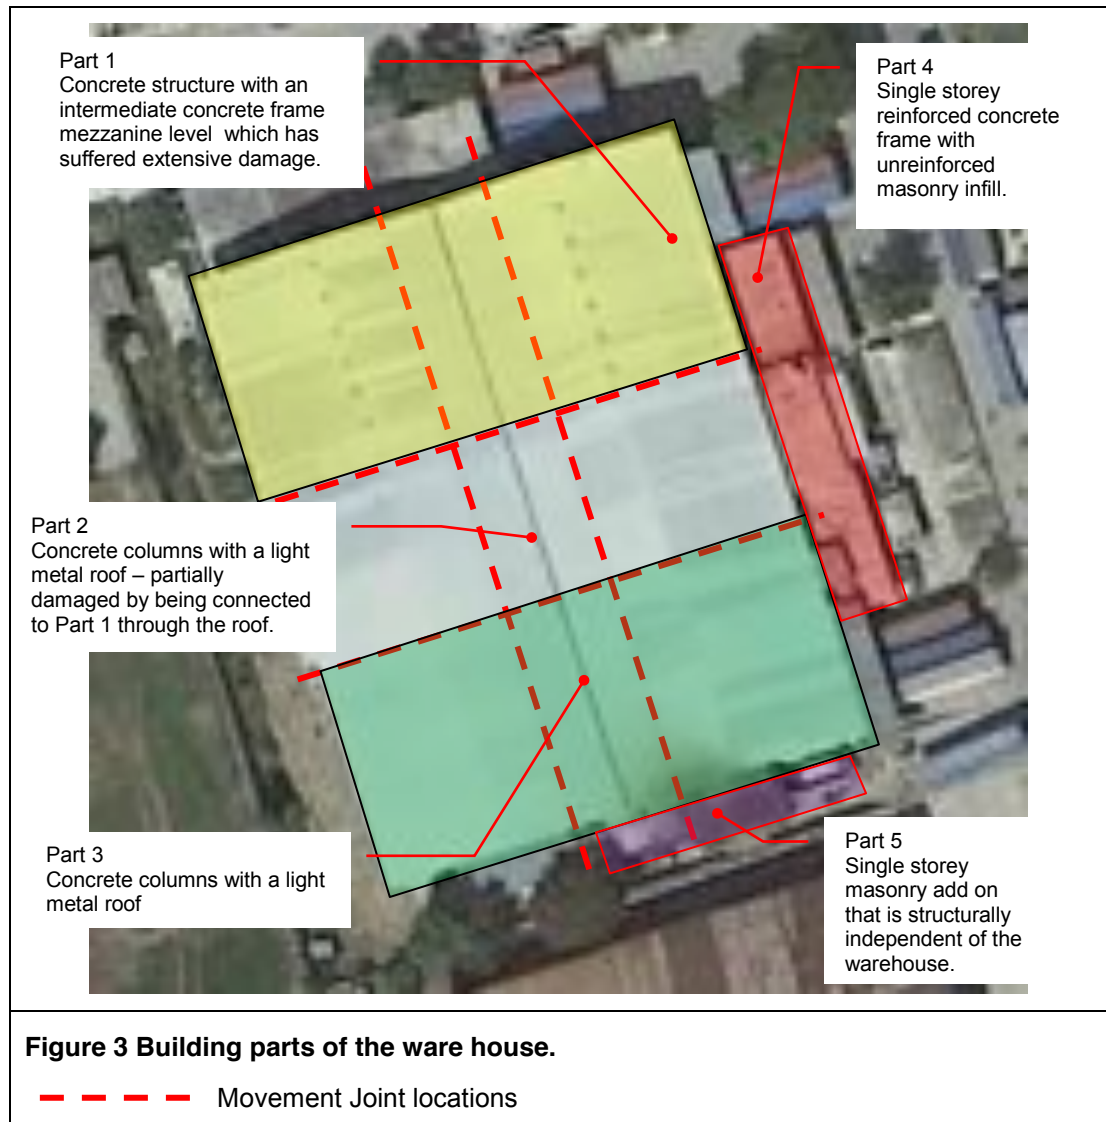 Part 1
Concrete structure with an
intermediate concrete frame
mezzanine level which has
suffered extensive damage.
Part 4
Single storey
reinforced concrete
frame with
unreinforced
masonry infill.
Part 2
Concrete columns with a light
metal roof – partially
damaged by being connected
to Part 1 through the roof.
Part 3
Concrete columns with a light
metal roof
Part 5
Single storey
masonry add on
that is structurally
independent of the
warehouse.
Figure 3 Building parts of the ware house.
Movement Joint locations